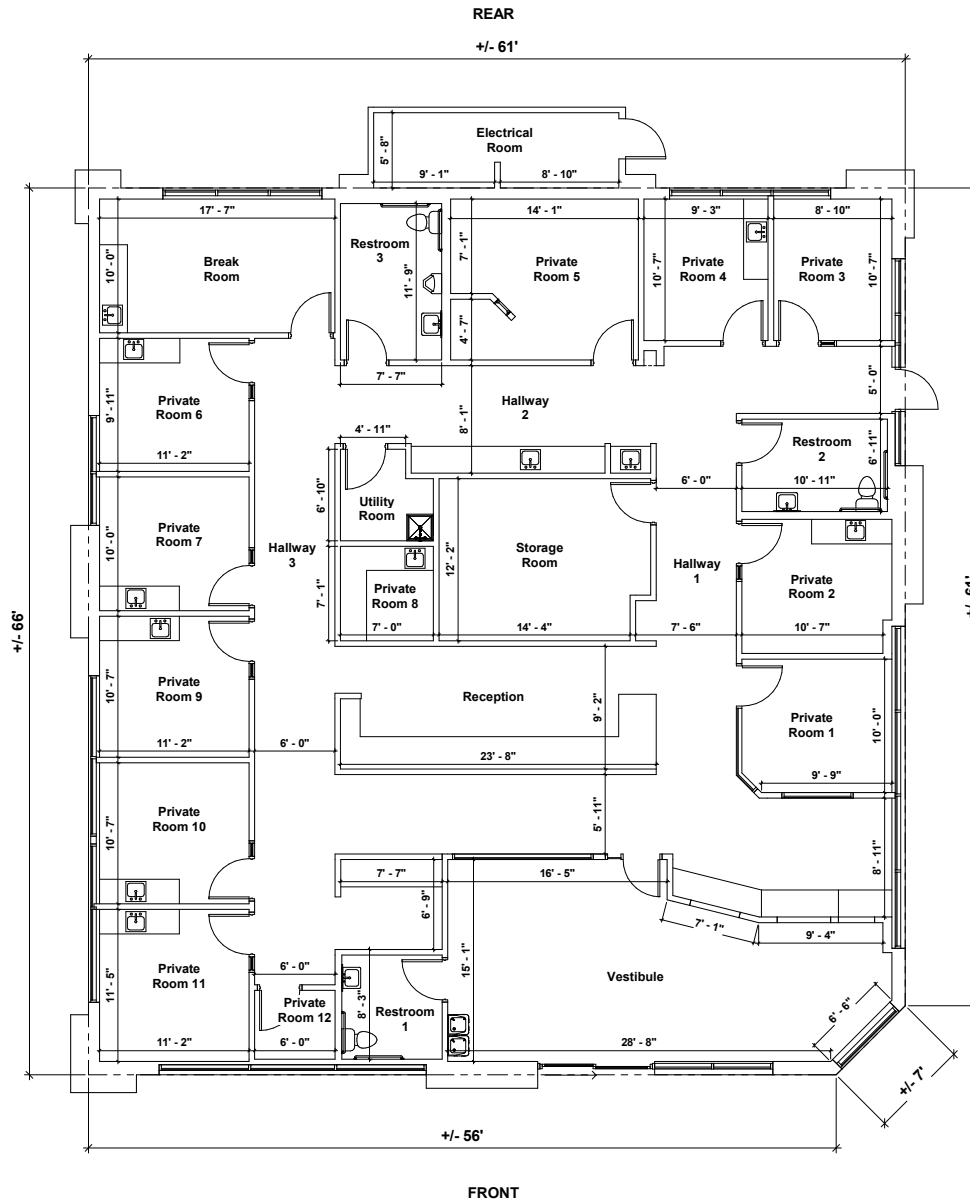 REAR
+/- 61'
Electrical
Room
5' - 8"
9' - 1"
8' - 10"
17' - 7"
14' - 1"
9' - 3"
8' - 10"
Break
Room
10' - 0"
Restroom
3
11' - 9"
7' - 1"
Private
Room 5
4' - 7"
10' - 7"
Private
Room 4
Private
Room 3
10' - 7"
7' - 7"
Hallway
2
8' - 1"
5' - 0"
9' - 11"
Private
Room 6
11' - 2"
4' - 11"
Restroom
2
6' - 11"
6' - 0"
10' - 11"
10' - 0"
Private
Room 7
Hallway
3
6' - 10"
Utility
Room
12' - 2"
Storage
Room
Hallway
1
Private
Room 2
7' - 1"
Private
Room 8
7' - 0"
14' - 4"
7' - 6"
10' - 7"
+/- 66'
+/- 64'
10' - 7"
Private
Room 9
11' - 2"
6' - 0"
Reception
9' - 2"
23' - 8"
Private
Room 1
10' - 0"
9' - 9"
10' - 7"
Private
Room 10
5' - 11"
8' - 11"
7' - 7"
16' - 5"
6' - 9"
7' - 1"
9' - 4"
11' - 5"
Private
Room 11
11' - 2"
6' - 0"
Private
Room 12
6' - 0"
8' - 3"
Restroom
1
15' - 1"
Vestibule
28' - 8"
6' - 6"
+/- 7'
+/- 56'
FRONT